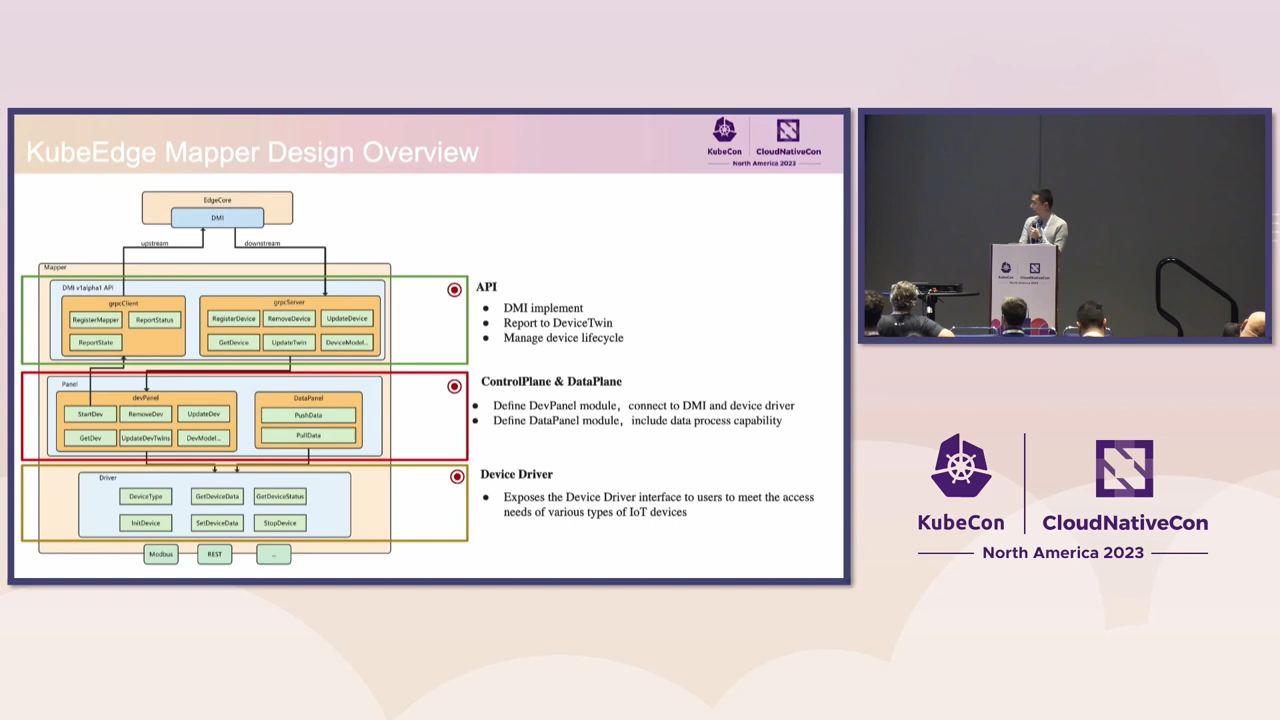 KubeEdge Mapper Design Overview
KubeCon
CloudNativeCon
North America 2023
EdgeCore
DMI
upstream
downstream
Mapper
DMI v1alpha1 API
grpcClient
RegisterMapper
ReportStatus
ReportState
grpcServer
RegisterDevice
RemoveDevice
UpdateDevice
GetDevice
UpdateTwin
DeviceModel...
API
● DMI implement
● Report to DeviceTwin
● Manage device lifecycle
Panel
devPanel
StartDev
RemoveDev
UpdateDev
GetDev
UpdateDevTwins
DevModel...
DataPanel
PushData
PullData
ControlPlane & DataPlane
● Define DevPanel module, connect to DMI and device driver
● Define DataPanel module, include data process capability
Driver
DeviceType
GetDeviceData
GetDeviceStatus
InitDevice
SetDeviceData
StopDevice
Device Driver
● Exposes the Device Driver interface to users to meet the access
needs of various types of IoT devices
Modbus
REST
...
KubeCon
CloudNativeCon
North America 2023